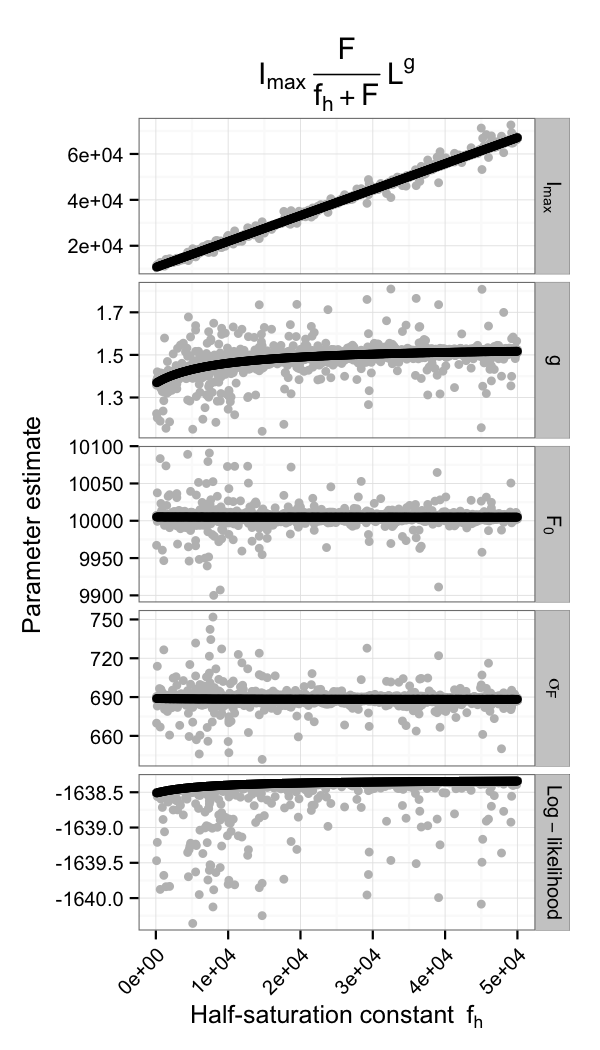 I_max F / (f_h + F) L^g
6e+04
4e+04
2e+04
I_max
1.7
1.5
1.3
g
10100
10050
10000
9950
9900
F_0
750
720
690
660
σ_F
-1638.5
-1639.0
-1639.5
-1640.0
Log – likelihood
Parameter estimate
0e+00 1e+04 2e+04 3e+04 4e+04 5e+04
Half-saturation constant f_h